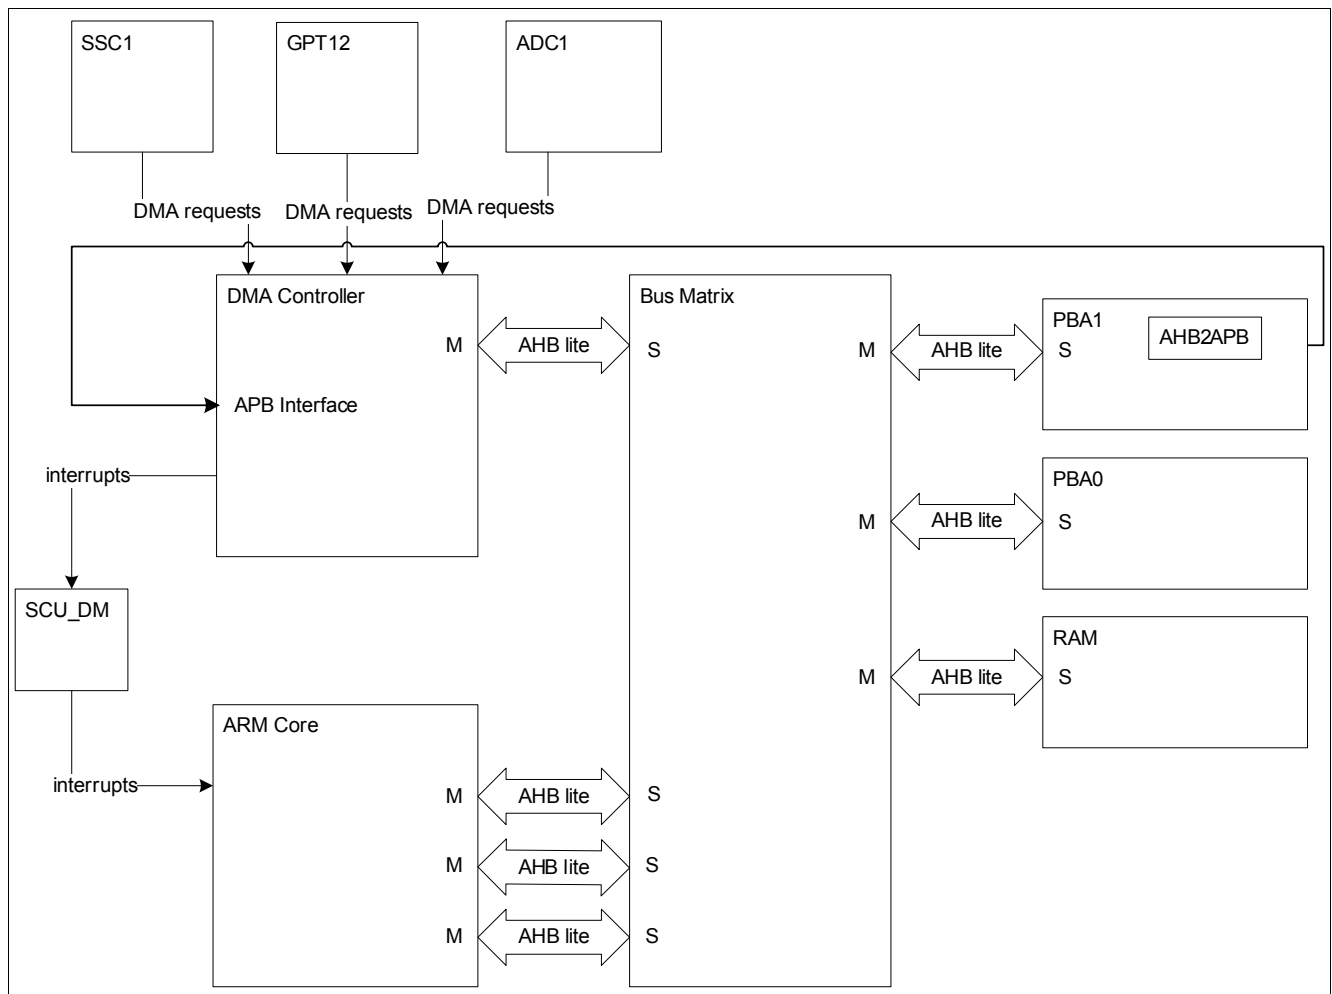 SSC1
GPT12
ADC1
DMA requests
DMA requests
DMA requests
DMA Controller
Bus Matrix
PBA1
AHB2APB
M
AHB lite
S
M
AHB lite
S
APB Interface
interrupts
PBA0
M
AHB lite
S
SCU_DM
RAM
M
AHB lite
S
ARM Core
interrupts
M
AHB lite
S
M
AHB lite
S
M
AHB lite
S